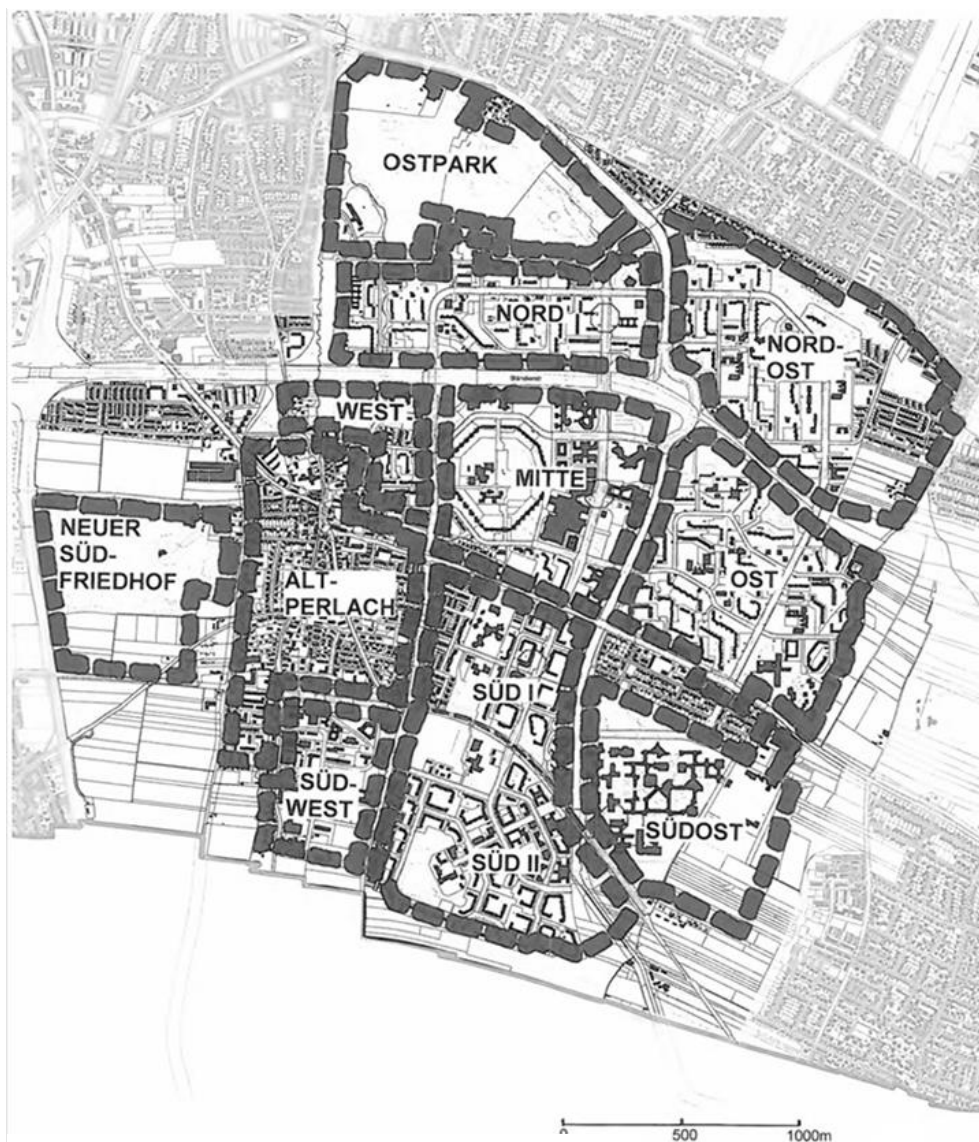 OSTPARK
NORD
NORD-
OST
WEST
MITTE
NEUER
SÜD-
FRIEDHOF
ALT-
PERLACH
OST
SÜD I
SÜD-
WEST
SÜDOST
SÜD II
0 500 1000m